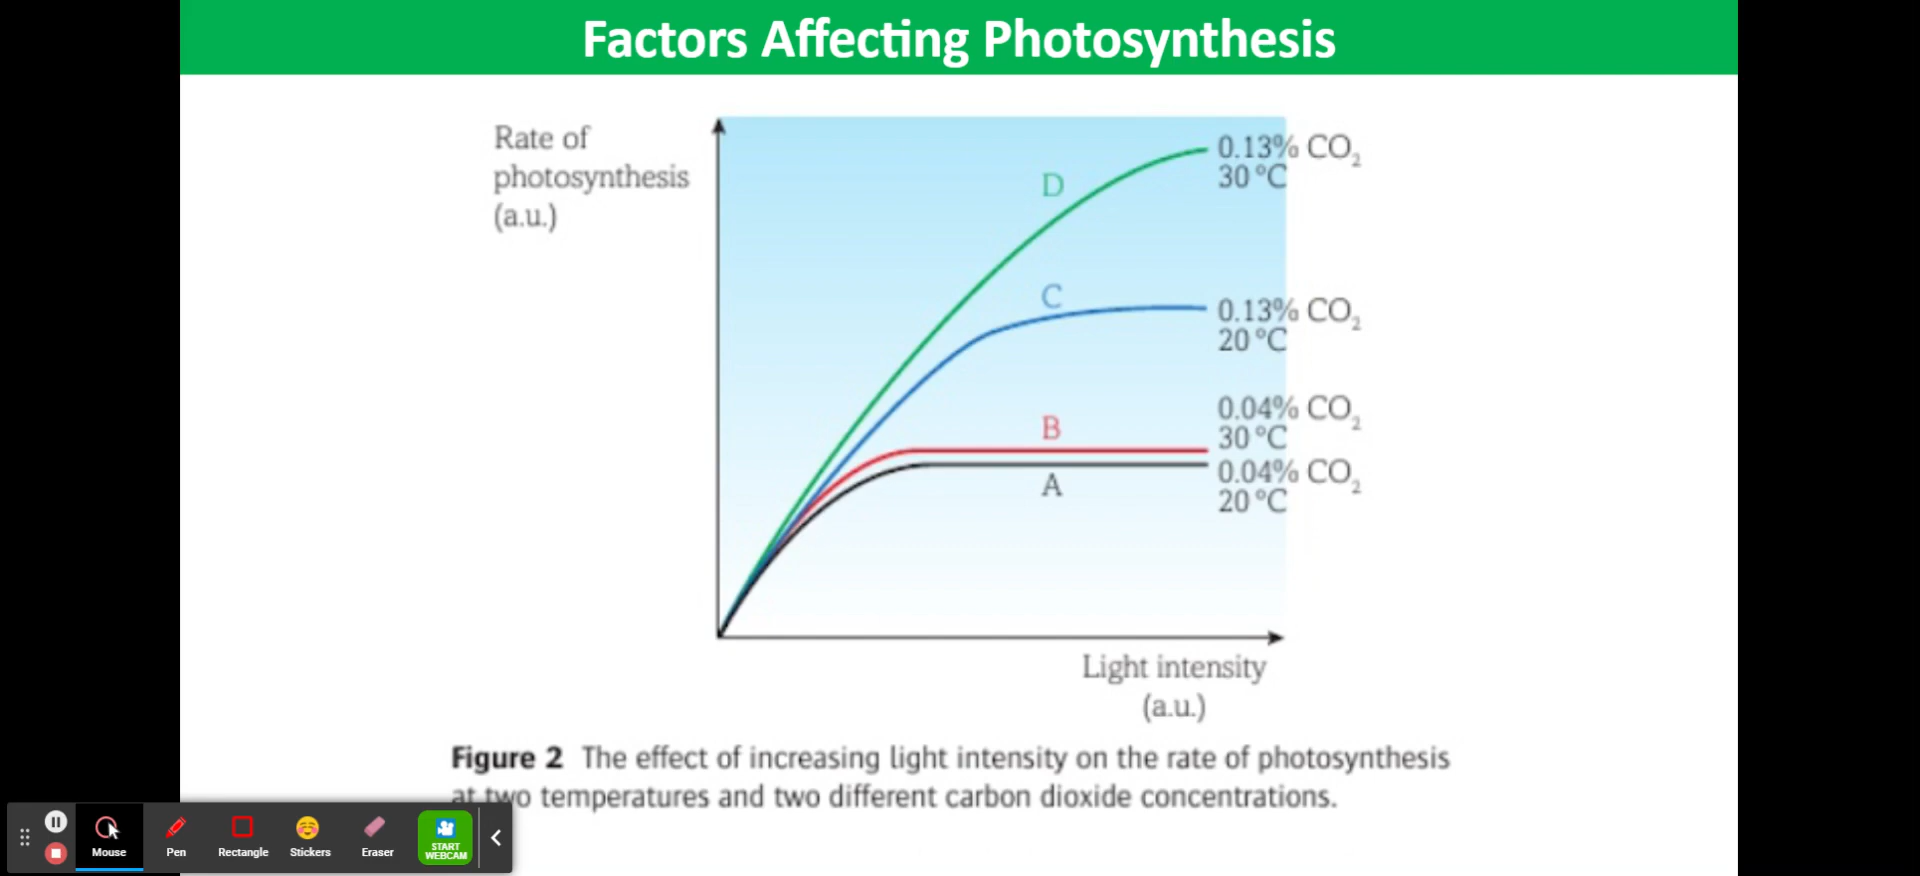 Factors Affecting Photosynthesis
Rate of
photosynthesis
(a.u.)
D
0.13% CO₂
30 °C
C
0.13% CO₂
20 °C
B
0.04% CO₂
30 °C
A
0.04% CO₂
20 °C
Light intensity
(a.u.)
Figure 2 The effect of increasing light intensity on the rate of photosynthesis
at two temperatures and two different carbon dioxide concentrations.
Mouse
Pen
Rectangle
Stickers
Eraser
START
WEBCAM